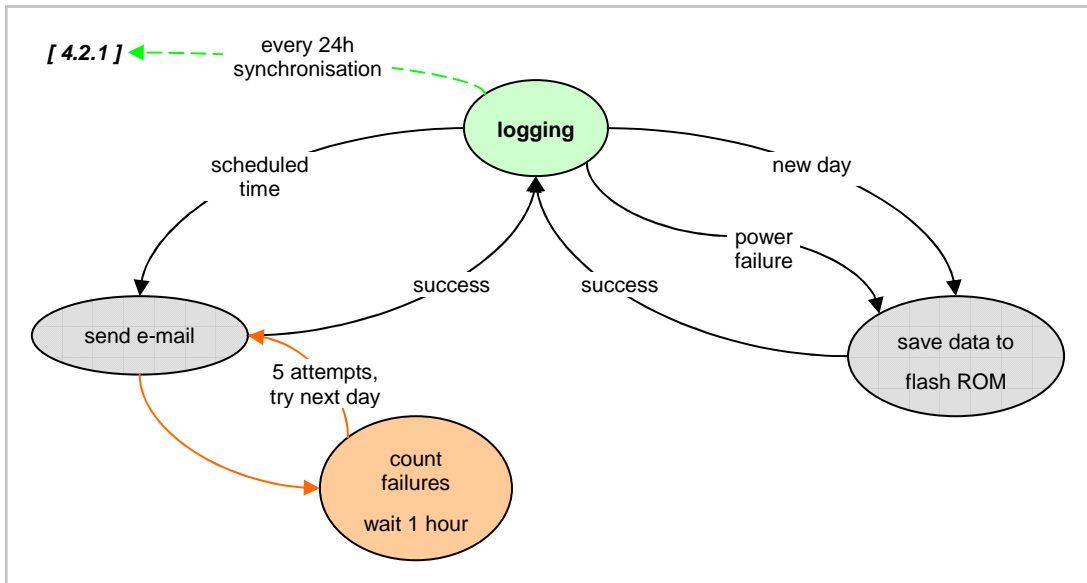 [ 4.2.1 ]
every 24h
synchronisation
logging
scheduled
time
new day
power
failure
success
success
send e-mail
save data to
flash ROM
5 attempts,
try next day
count
failures
wait 1 hour